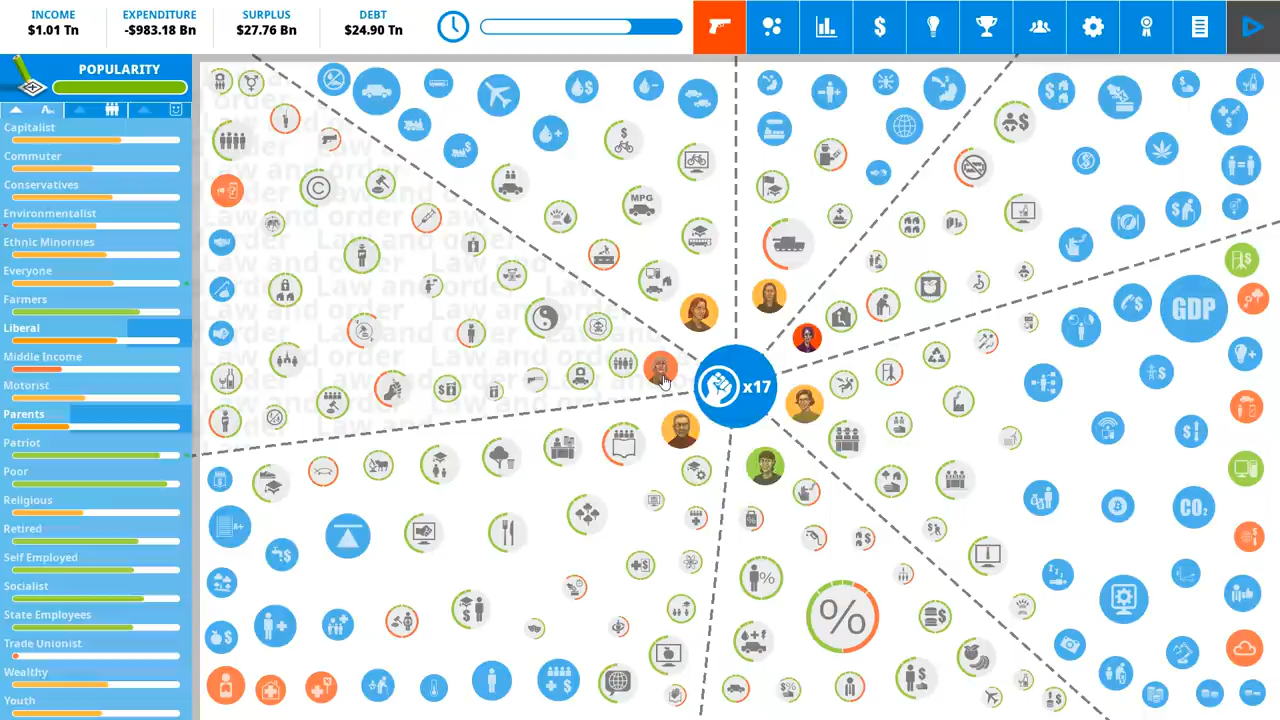 INCOME
EXPENDITURE
SURPLUS
DEBT
$1.01 Tn
-$983.18 Bn
$27.76 Bn
$24.90 Tn
POPULARITY
Capitalist
Commuter
Conservatives
Environmentalist
Ethnic Minorities
Everyone
Farmers
Liberal
Middle Income
Motorist
Parents
Patriot
Poor
Religious
Retired
Self Employed
Socialist
State Employees
Trade Unionist
Wealthy
Youth
x17
MPG
GDP
CO₂
A+
%
%
Law and order